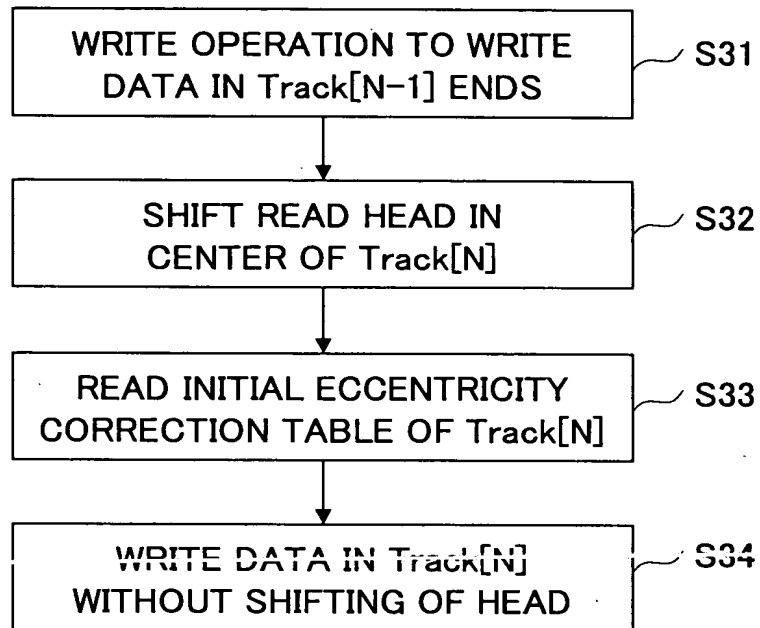 WRITE OPERATION TO WRITE
DATA IN Track[N-1] ENDS
S31
SHIFT READ HEAD IN
CENTER OF Track[N]
S32
READ INITIAL ECCENTRICITY
CORRECTION TABLE OF Track[N]
S33
WRITE DATA IN Track[N]
WITHOUT SHIFTING OF HEAD
S34